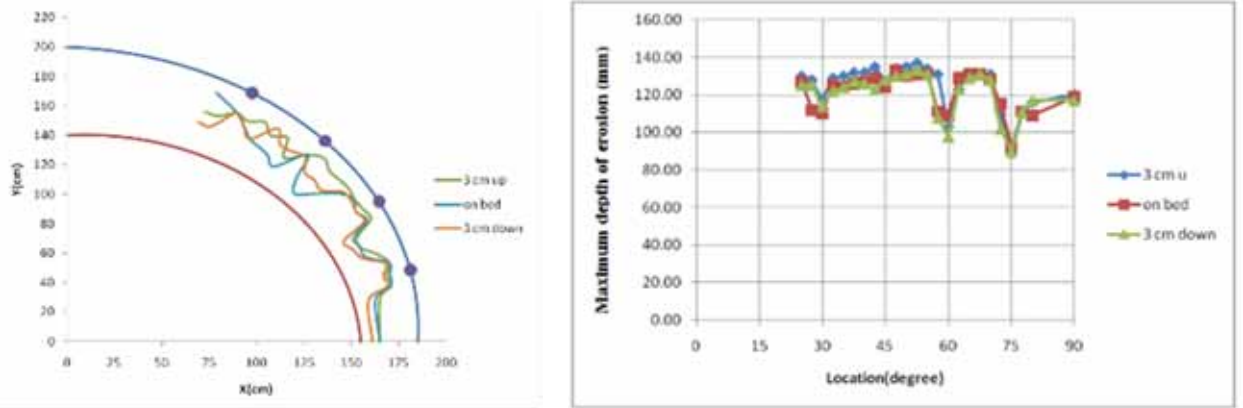 220
200
180
160
140
120
100
80
60
40
20
0
Y(cm)
0 25 50 75 100 125 150 175 200
X(cm)
3 cm up
on bed
3 cm down
160.00
140.00
120.00
100.00
80.00
60.00
40.00
20.00
0.00
Maximum depth of erosion (mm)
0 15 30 45 60 75 90
Location(degree)
3 cm u
on bed
3 cm down